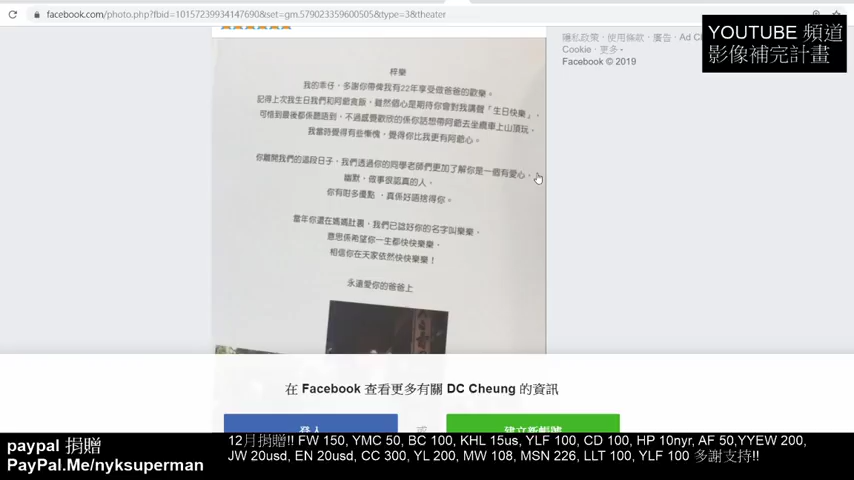 facebook.com/photo.php?fbid=10157239934147690&set=gm.579023359600505&type=3&theater
YOUTUBE 頻道
影像補完計畫
隱私政策 · 使用條款 · 廣告 · Ad Ch
Cookie · 更多
Facebook © 2019
梓樂
我的乖仔，多謝你帶俾我有22年享受做爸爸的歡樂。
記得上次我生日我們和阿爺食飯，雖然個心是期待你會對我講聲「生日快樂」，
可惜到最後都係聽唔到，不過感覺歡欣的係你話想帶阿爺去坐纜車上山頂玩。
我當時覺得有些慚愧，覺得你比我更有阿爺心。
你離開我們的這段日子，我們透過你的同學老師們更加了解你是一個有愛心，
幽默，做事很認真的人。
你有咁多優點，真係好唔捨得你。
當年你還在媽媽肚裏，我們已諗好你的名字叫樂樂，
意思係希望你一生都快快樂樂，
相信你在天家依然快快樂樂！
永遠愛你的爸爸上
在 Facebook 查看更多有關 DC Cheung 的資訊
登入
或
建立新帳號
paypal 捐贈
PayPal.Me/nyksuperman
12月捐贈!! FW 150, YMC 50, BC 100, KHL 15us, YLF 100, CD 100, HP 10nyr, AF 50,YYEW 200,
JW 20usd, EN 20usd, CC 300, YL 200, MW 108, MSN 226, LLT 100, YLF 100 多謝支持!!